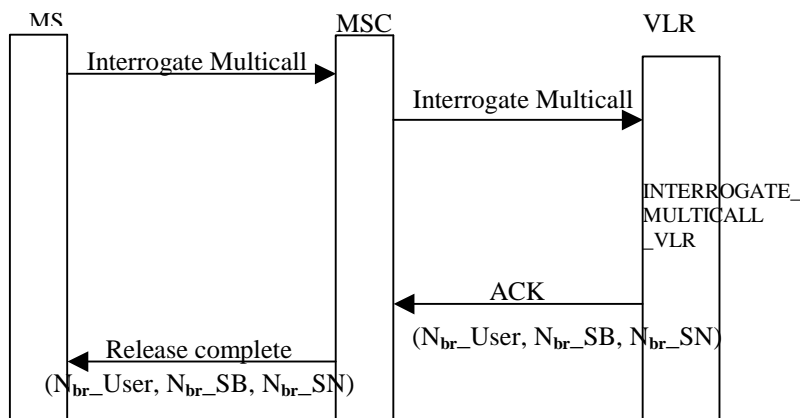 MS
MSC
VLR
Interrogate Multicall
Interrogate Multicall
INTERROGATE_
MULTICALL
_VLR
ACK
(Nbr_User, Nbr_SB, Nbr_SN)
Release complete
(Nbr_User, Nbr_SB, Nbr_SN)